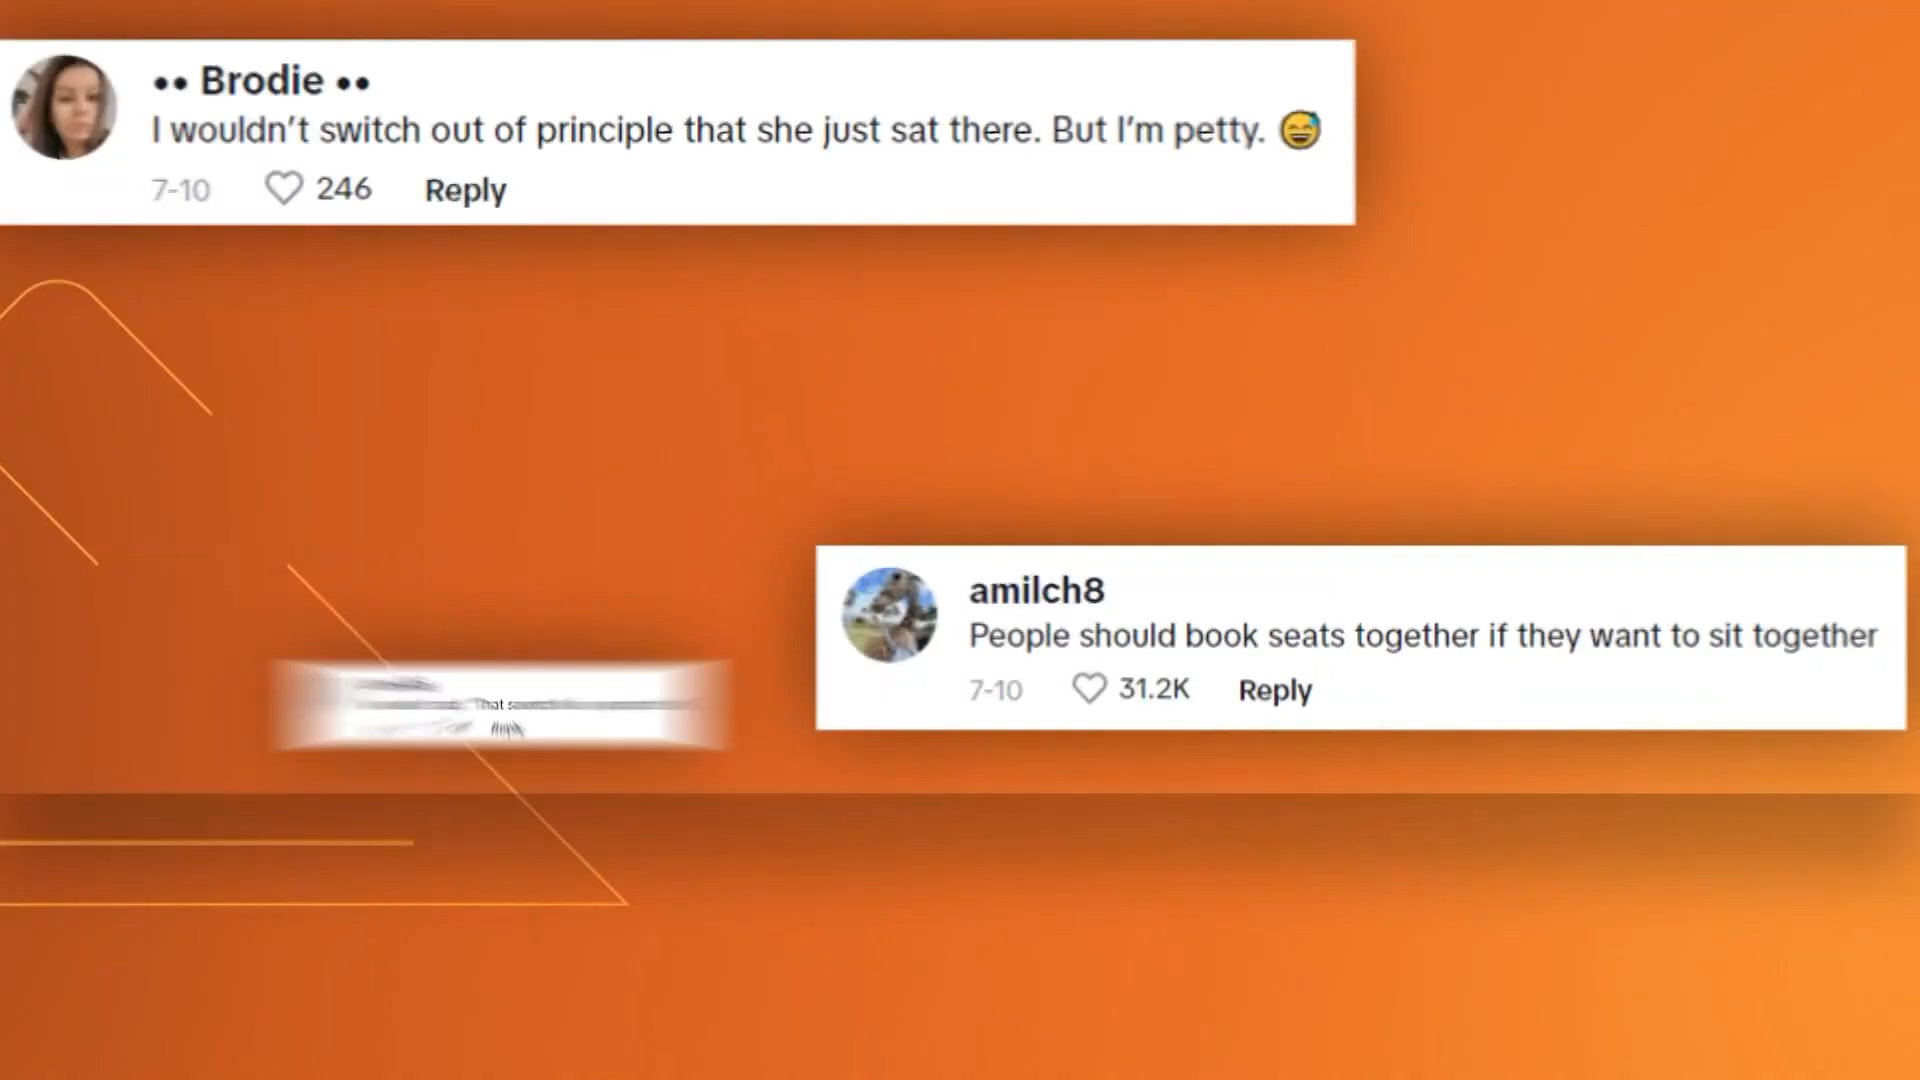 •• Brodie ••
I wouldn't switch out of principle that she just sat there. But I'm petty. 😅
7-10 246 Reply
amilch8
People should book seats together if they want to sit together
7-10 31.2K Reply
That